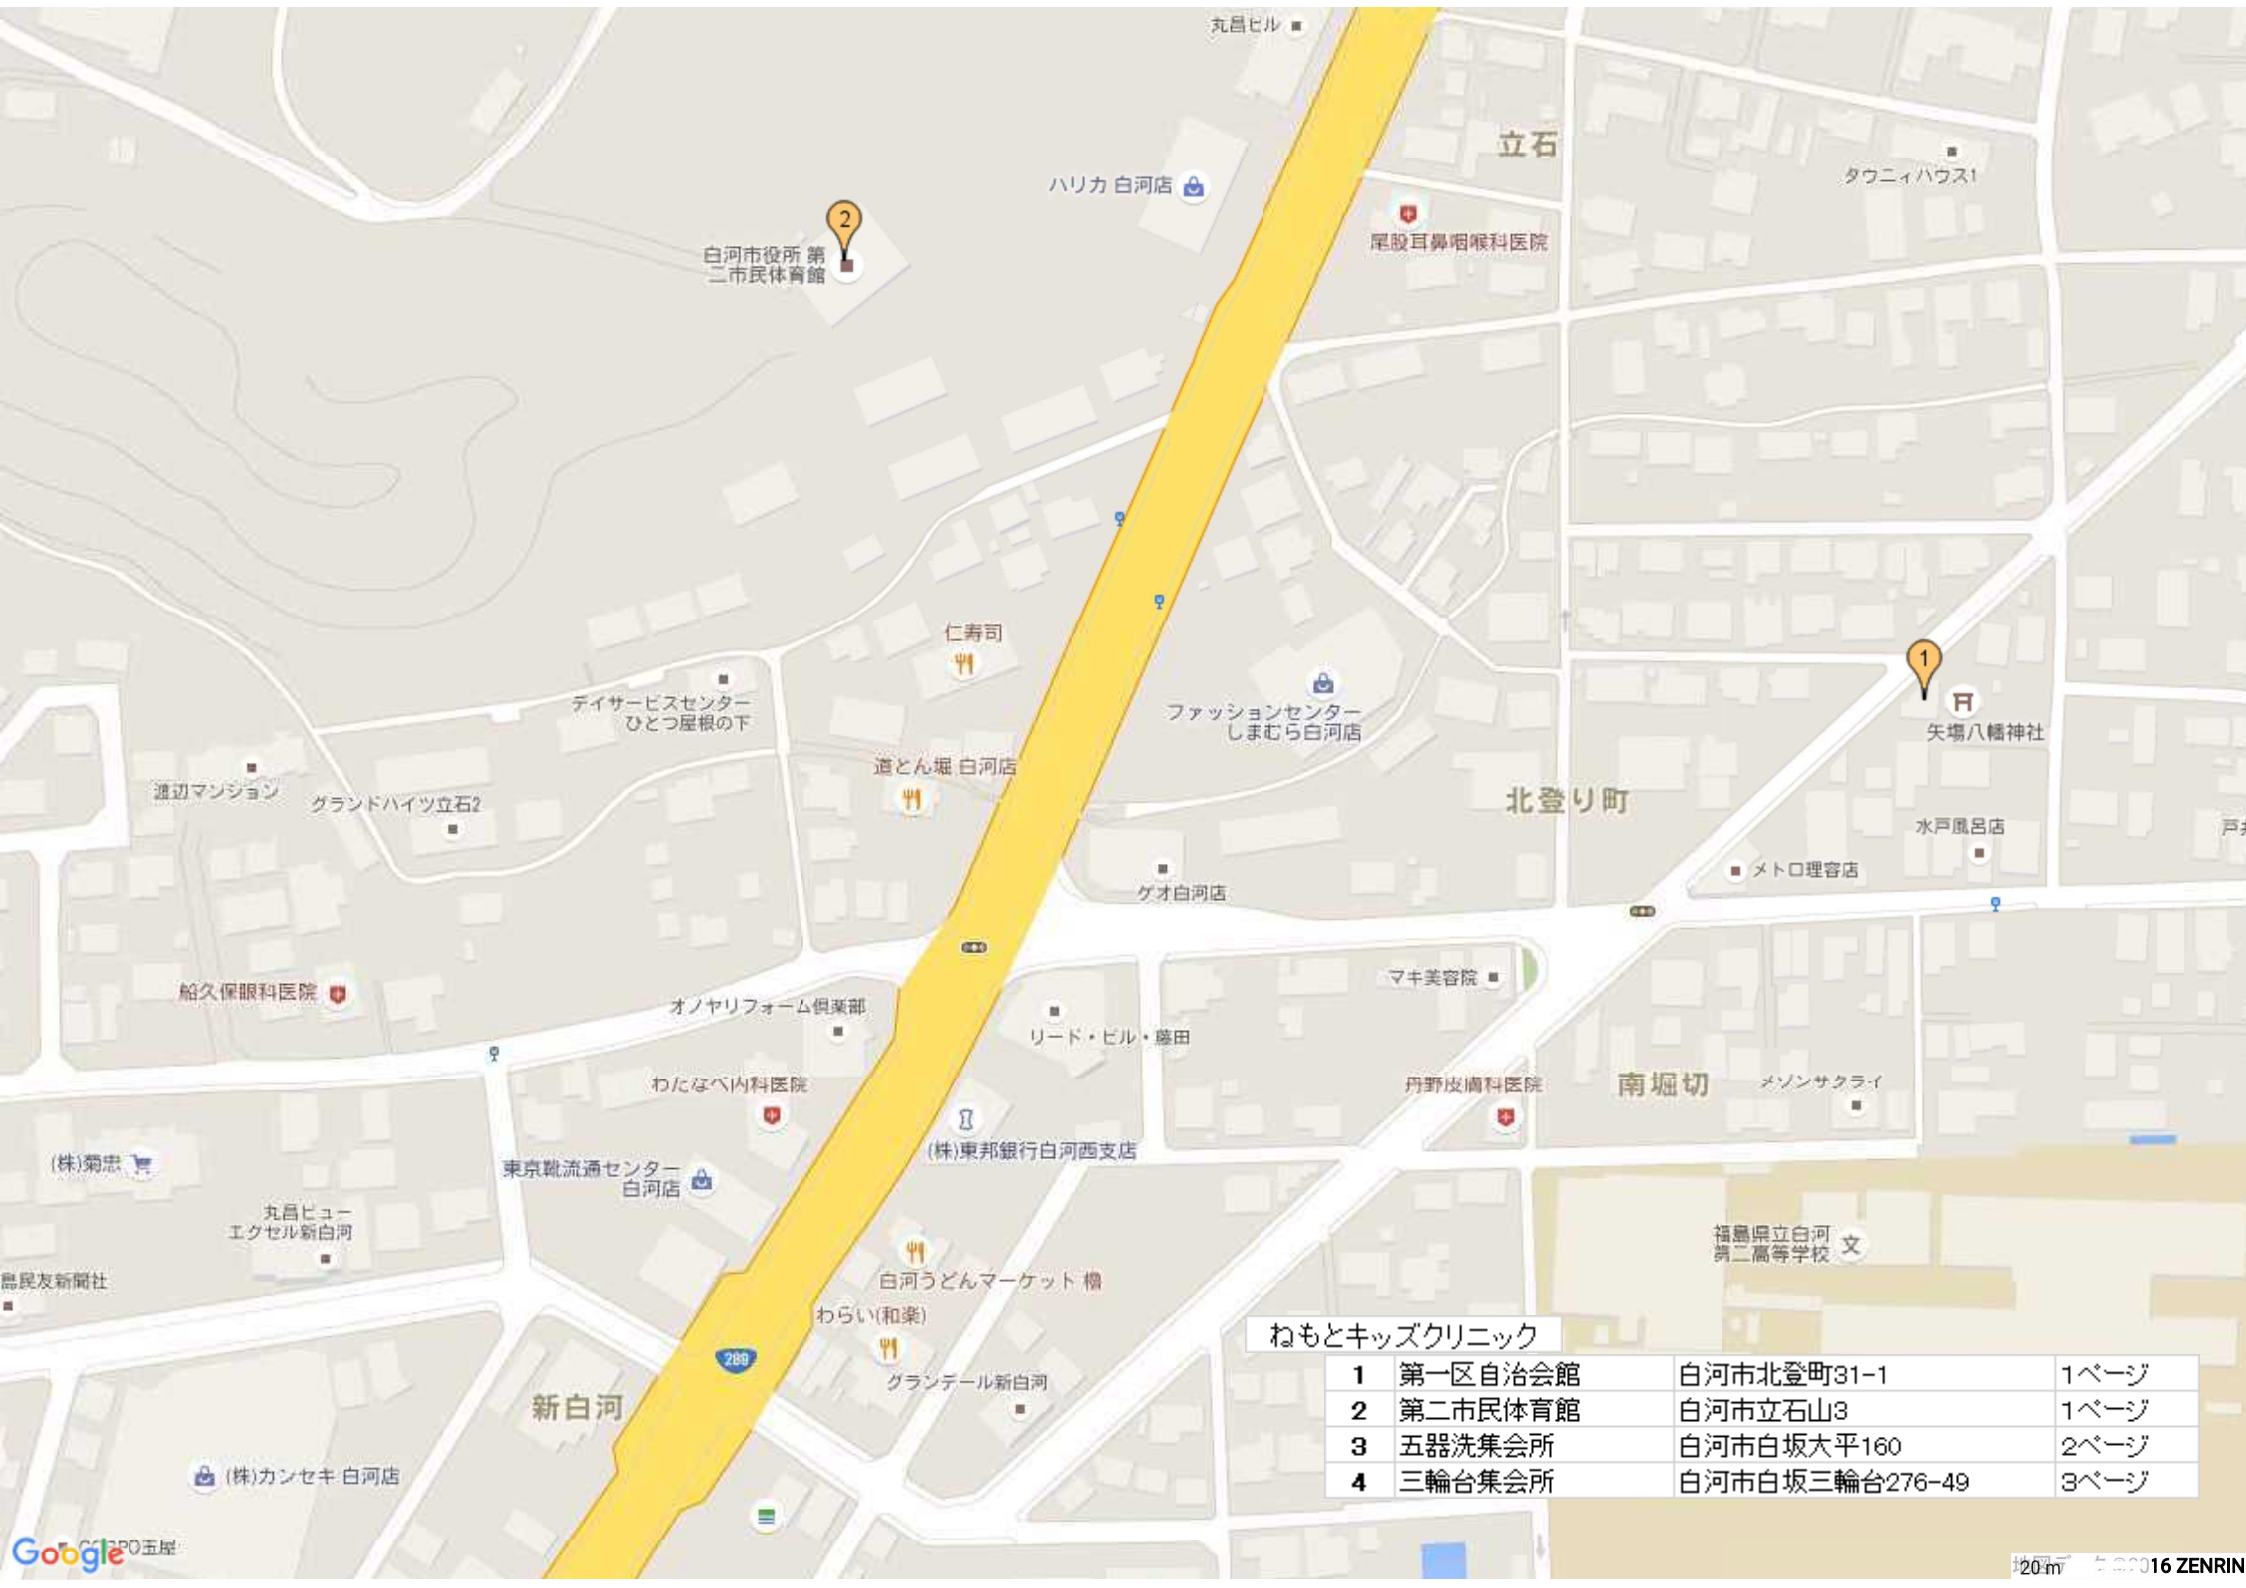 丸昌ビル
立石
タウニィハウス1
ハリカ 白河店
尾股耳鼻咽喉科医院
2
白河市役所 第
二市民体育館
仁寿司
1
デイサービスセンター
ひとつ屋根の下
ファッションセンター
しまむら白河店
矢塲八幡神社
道とん堀 白河店
渡辺マンション
グランドハイツ立石2
北登り町
水戸風呂店
メトロ理容店
ゲオ白河店
マキ美容院
船久保眼科医院
オノヤリフォーム倶楽部
リード・ビル・藤田
わたなべ内科医院
丹野皮膚科医院
南堀切
メゾンサクライ
(株)東邦銀行白河西支店
(株)菊忠
東京靴流通センター
白河店
丸昌ビュー
エクセル新白河
福島県立白河
第二高等学校
文
島民友新聞社
白河うどんマーケット 櫓
わらい(和楽)
289
グランデール新白河
新白河
(株)カンセキ 白河店
ねもとキッズクリニック
1 第一区自治会館 白河市北登町31-1 1ページ
2 第二市民体育館 白河市立石山3 1ページ
3 五器洗集会所 白河市白坂大平160 2ページ
4 三輪台集会所 白河市白坂三輪台276-49 3ページ
Google
PO玉屋
20 m
16 ZENRIN